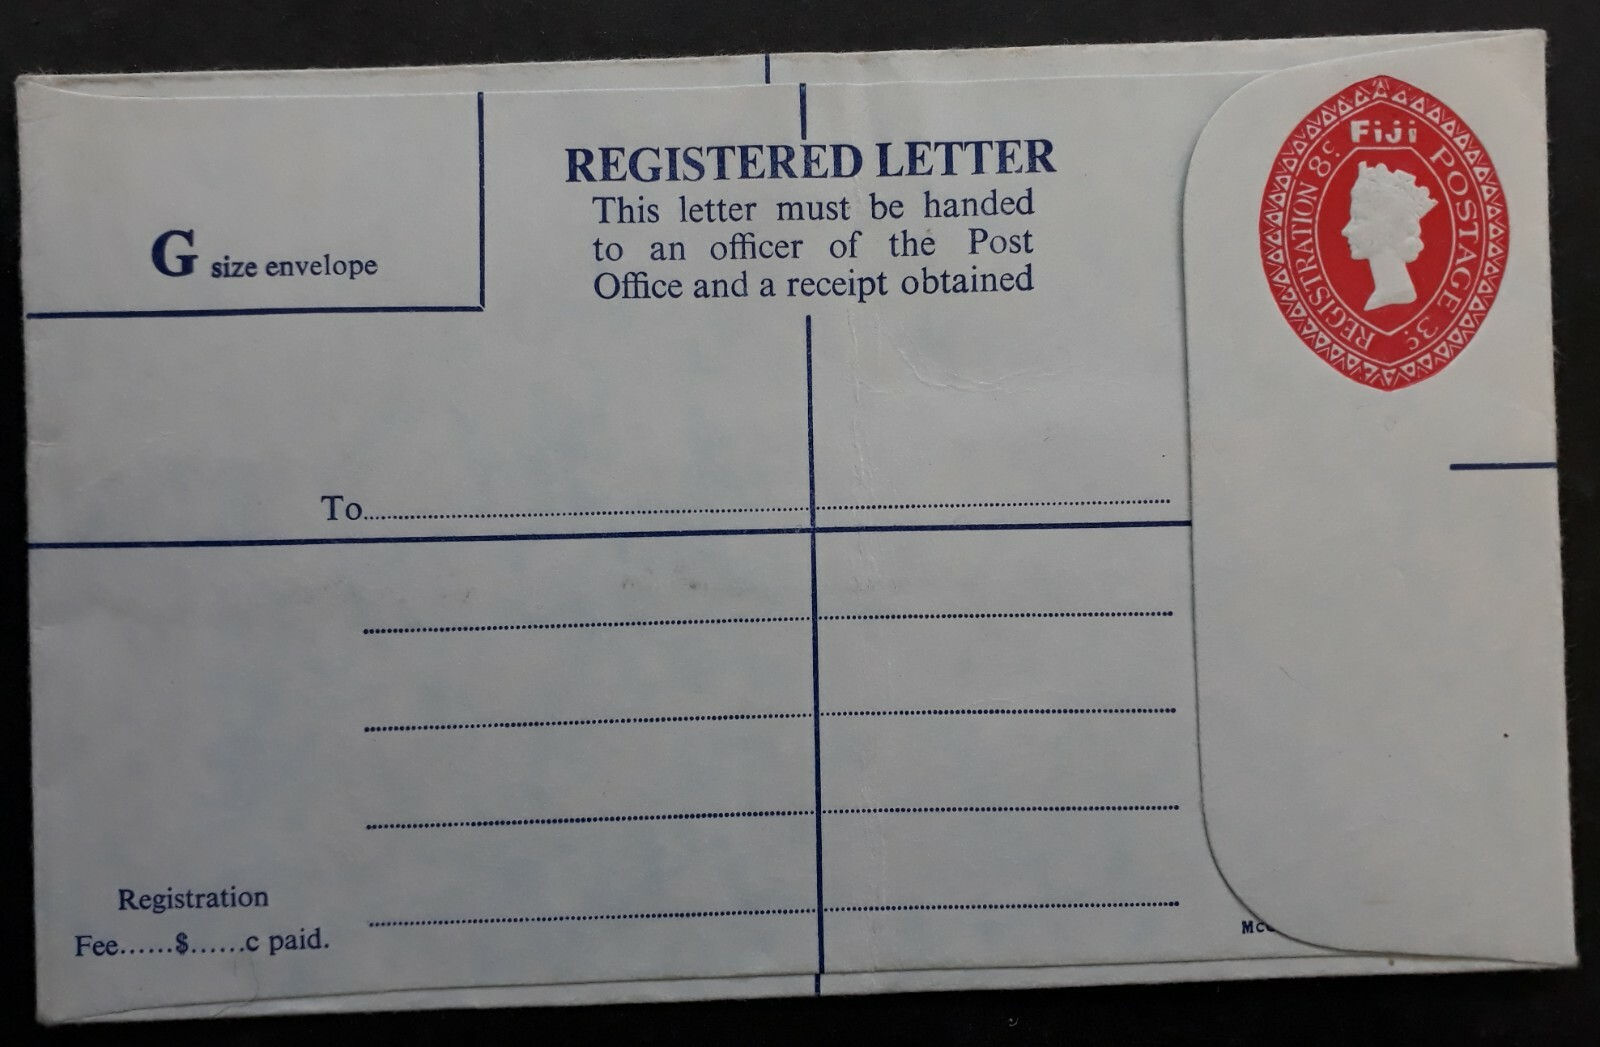 REGISTERED LETTER
This letter must be handed
to an officer of the Post
Office and a receipt obtained
G size envelope
Fiji
REGISTRATION 8c.
POSTAGE 3c.
To
Registration
Fee......$......c paid.